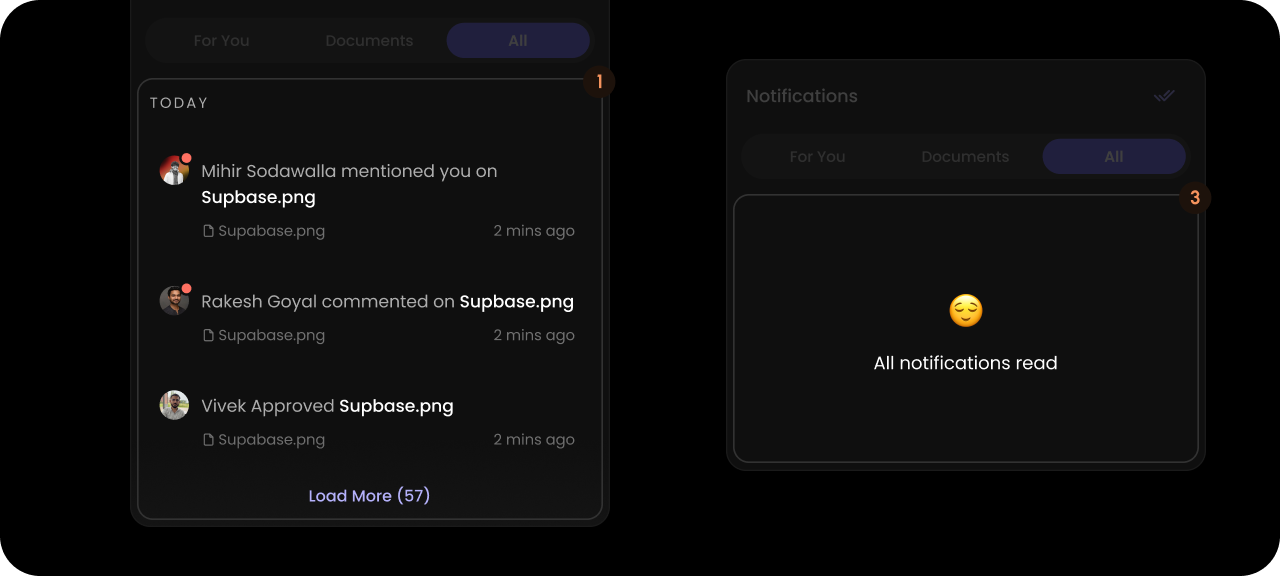 For You
Documents
All
1
TODAY
Mihir Sodawalla mentioned you on
Supbase.png
Supabase.png
2 mins ago
Rakesh Goyal commented on Supbase.png
Supabase.png
2 mins ago
Vivek Approved Supbase.png
Supabase.png
2 mins ago
Load More (57)
Notifications
For You
Documents
All
3
All notifications read